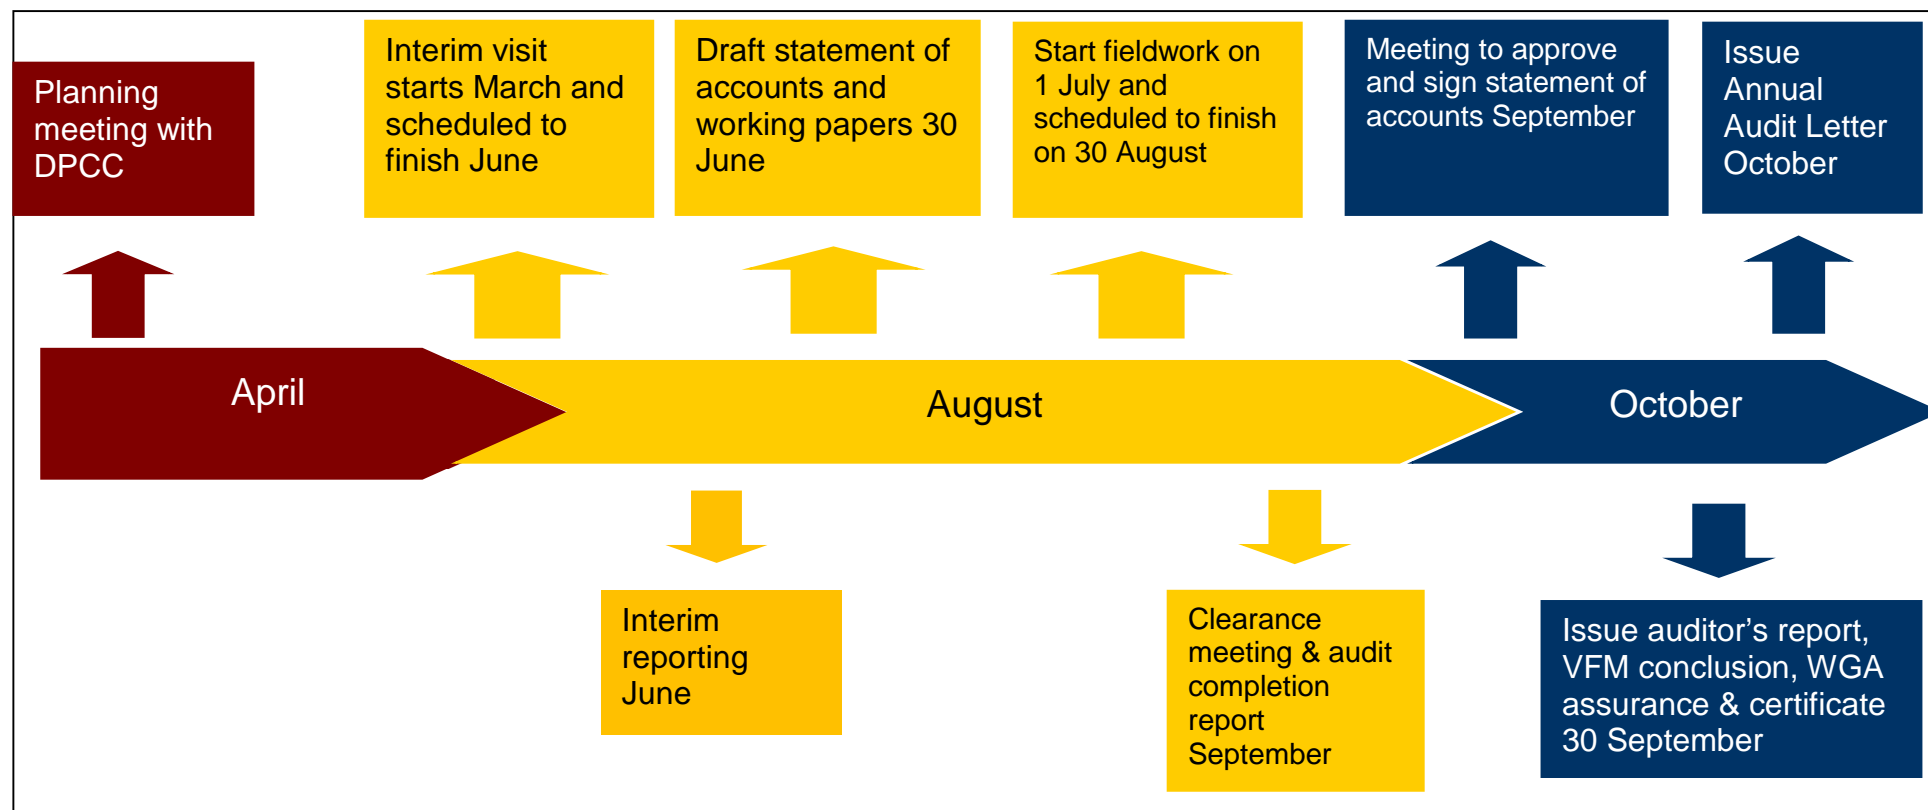 Planning
meeting with
DPCC
Interim visit
starts March and
scheduled to
finish June
Draft statement of
accounts and
working papers 30
June
Start fieldwork on
1 July and
scheduled to finish
on 30 August
Meeting to approve
and sign statement of
accounts September
Issue
Annual
Audit Letter
October
April
August
October
Interim
reporting
June
Clearance
meeting & audit
completion
report
September
Issue auditor’s report,
VFM conclusion, WGA
assurance & certificate
30 September